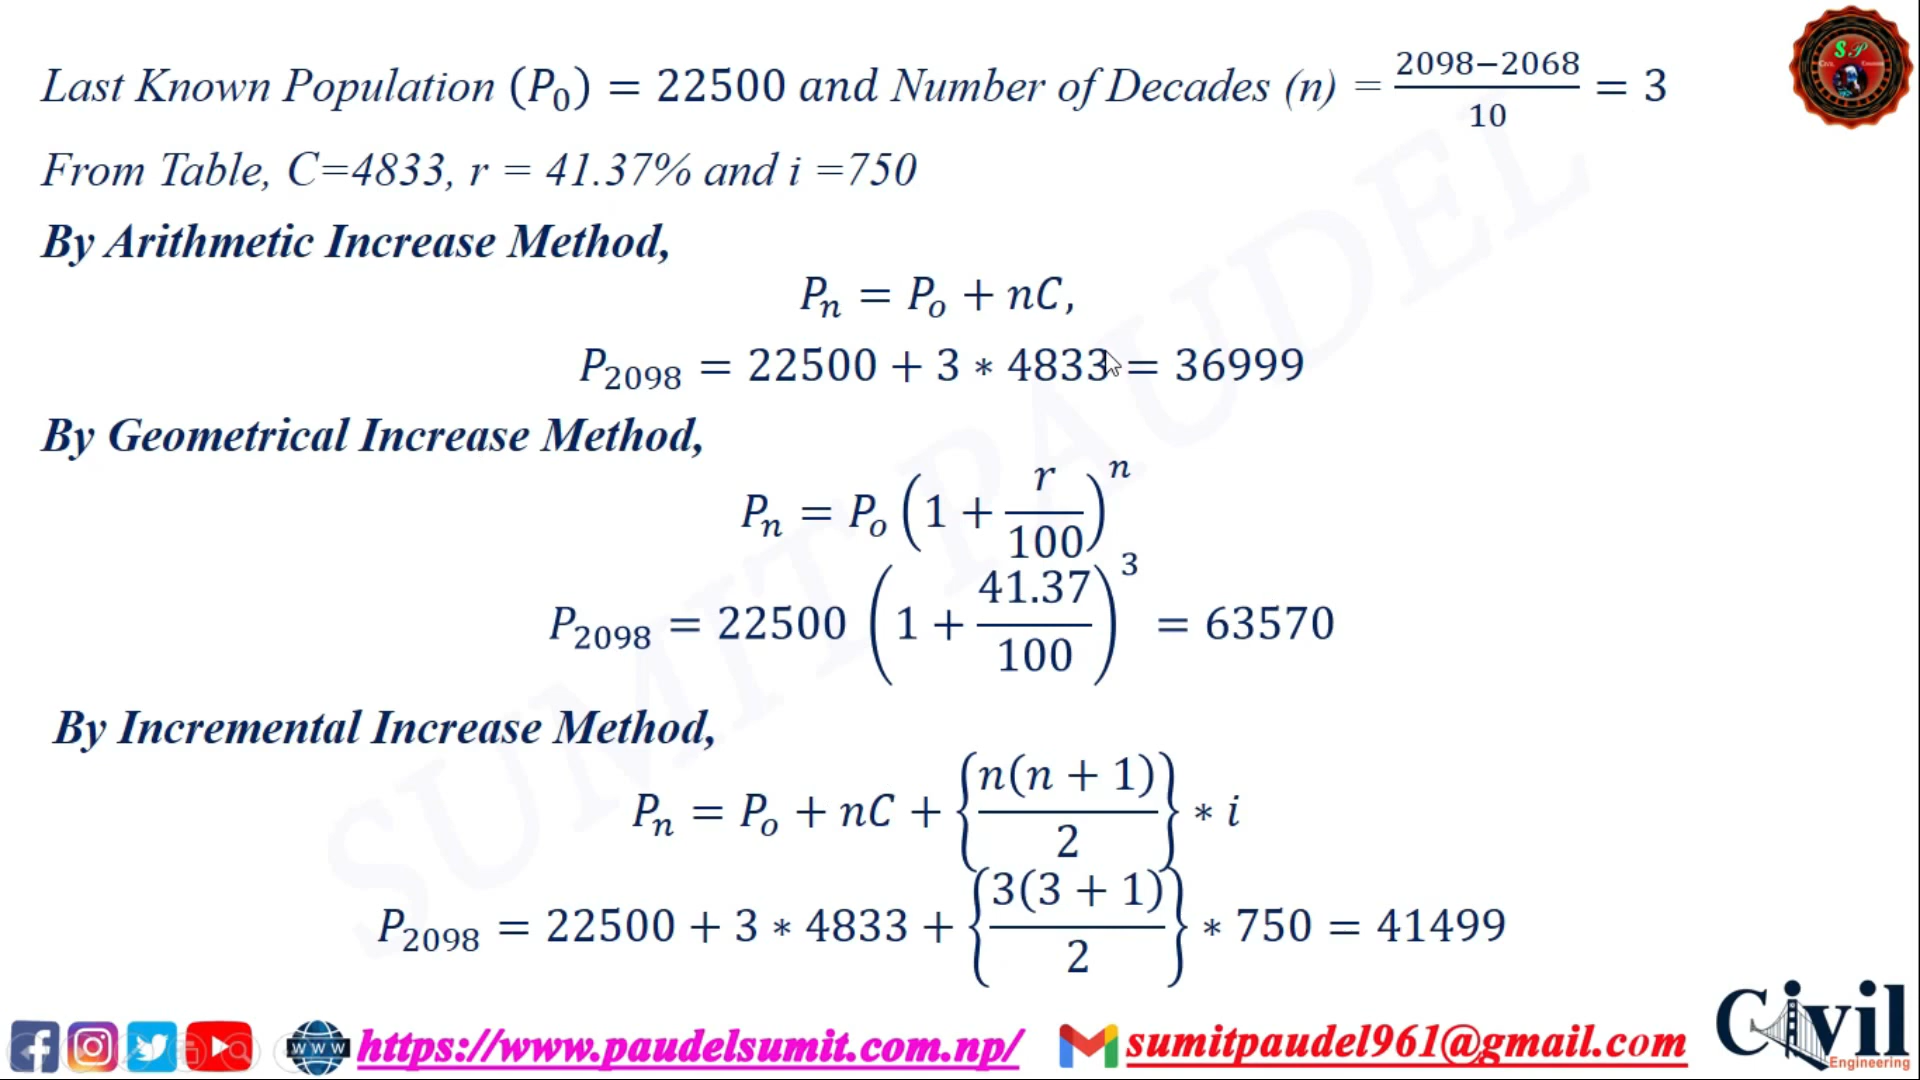 Last Known Population (P₀) = 22500 and Number of Decades (n) = (2098−2068)/10 = 3
From Table, C=4833, r = 41.37% and i =750
By Arithmetic Increase Method,
Pₙ = Pₒ + nC,
P₂₀₉₈ = 22500 + 3 * 4833 = 36999
By Geometrical Increase Method,
Pₙ = Pₒ (1 + r/100)ⁿ
P₂₀₉₈ = 22500 (1 + 41.37/100)³ = 63570
By Incremental Increase Method,
Pₙ = Pₒ + nC + {n(n + 1)/2} * i
P₂₀₉₈ = 22500 + 3 * 4833 + {3(3 + 1)/2} * 750 = 41499
SUMIT PAUDEL
SP
WWW
https://www.paudelsumit.com.np/
sumitpaudel961@gmail.com
Civil
Engineering